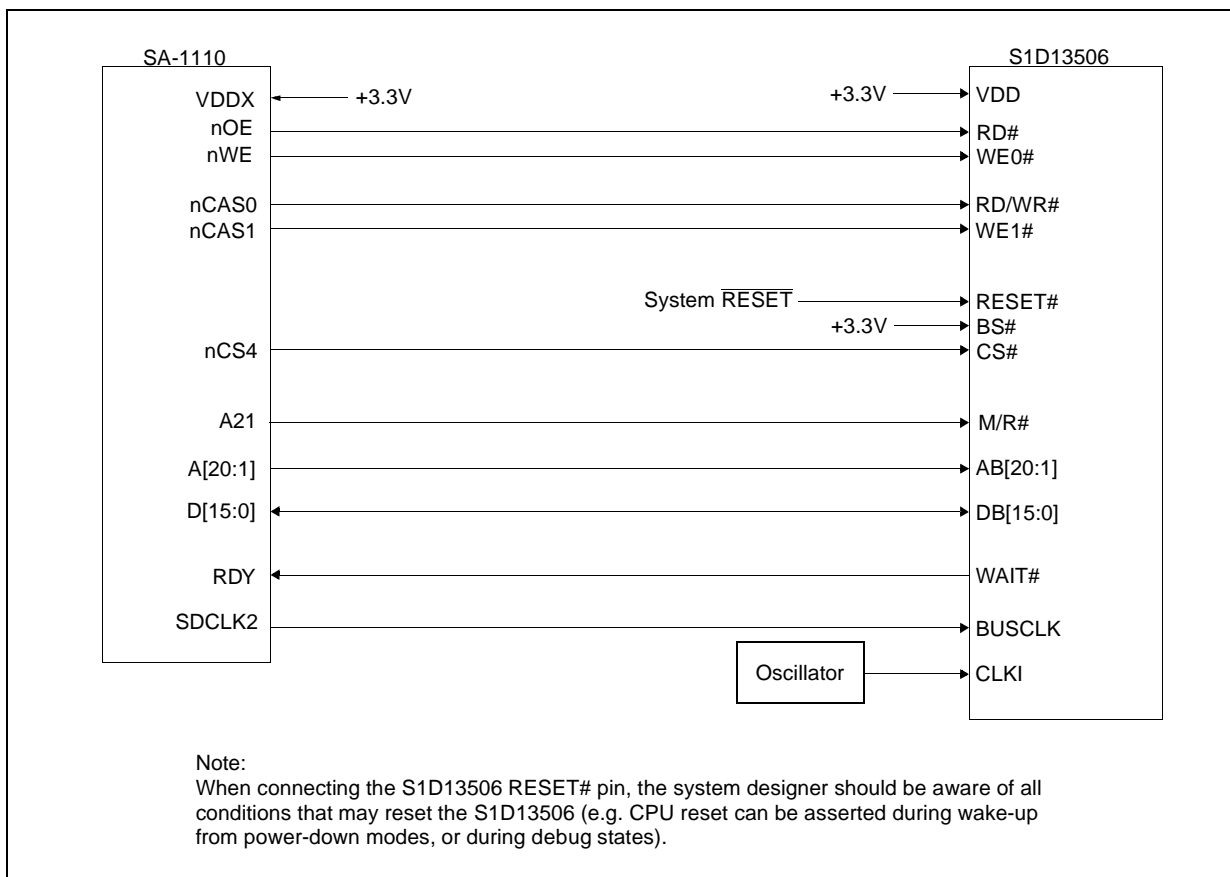 SA-1110
S1D13506
VDDX
+3.3V
+3.3V
VDD
nOE
RD#
nWE
WE0#
nCAS0
RD/WR#
nCAS1
WE1#
System RESET
RESET#
+3.3V
BS#
nCS4
CS#
A21
M/R#
A[20:1]
AB[20:1]
D[15:0]
DB[15:0]
RDY
WAIT#
SDCLK2
BUSCLK
Oscillator
CLKI
Note:
When connecting the S1D13506 RESET# pin, the system designer should be aware of all
conditions that may reset the S1D13506 (e.g. CPU reset can be asserted during wake-up
from power-down modes, or during debug states).